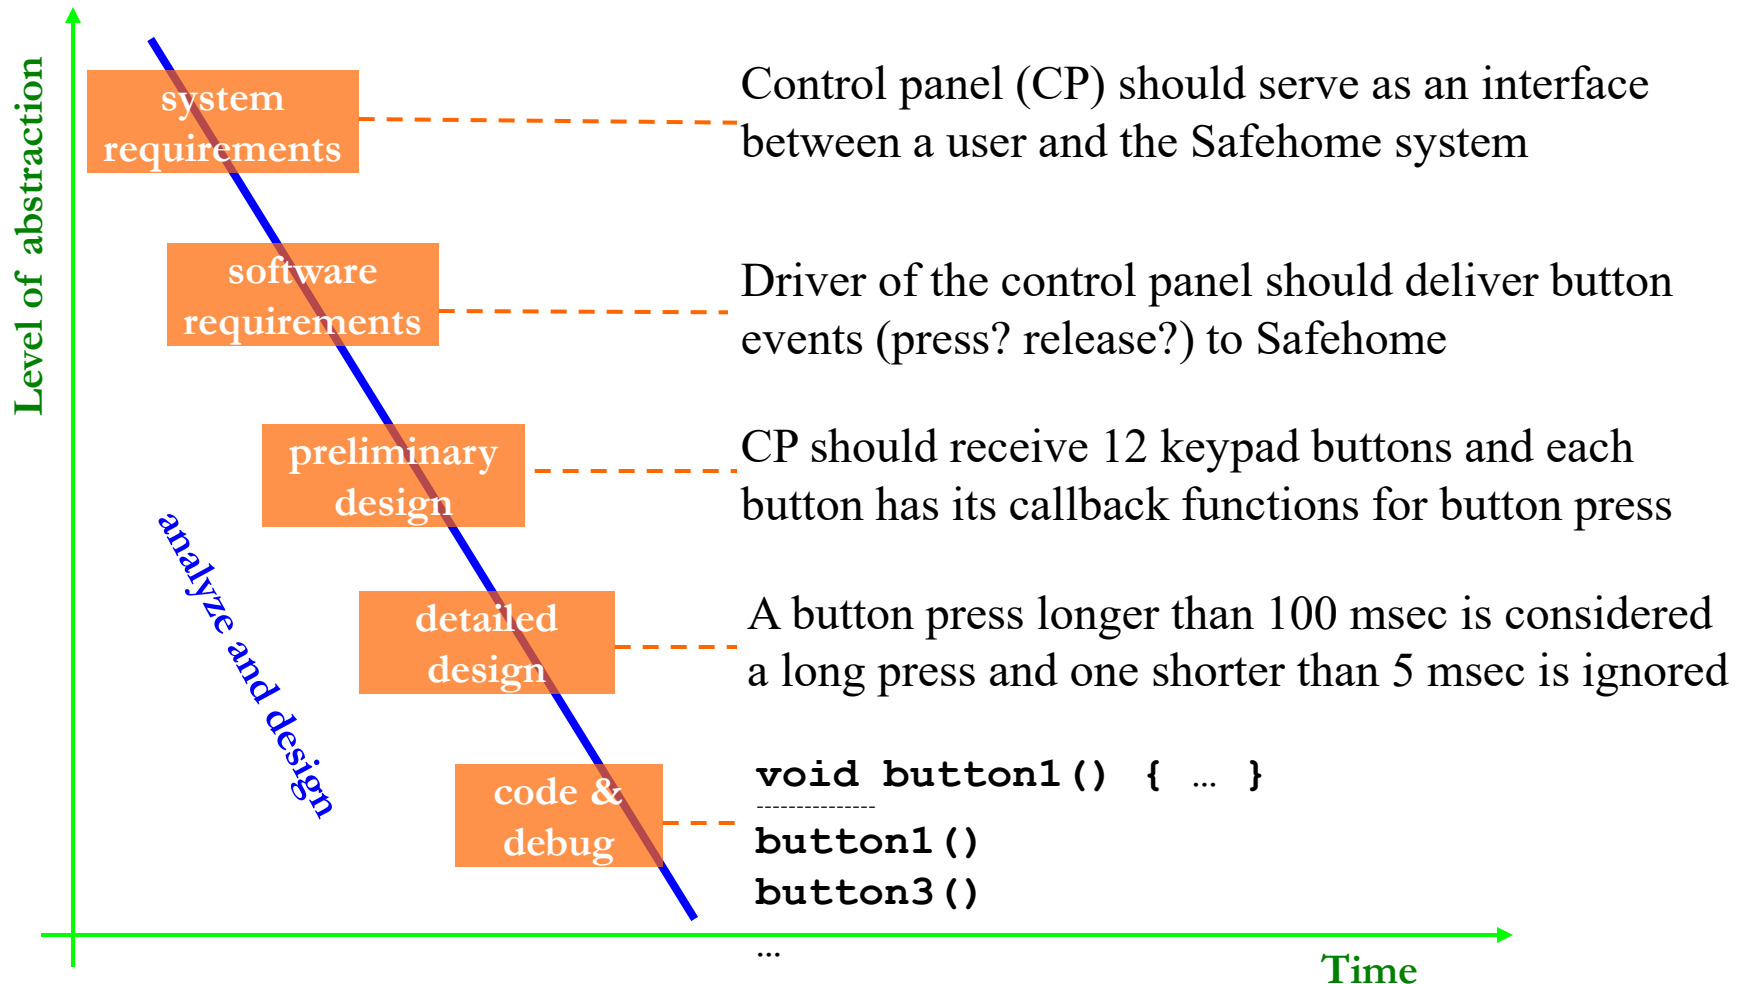 Level of abstraction
system
requirements
Control panel (CP) should serve as an interface
between a user and the Safehome system
software
requirements
Driver of the control panel should deliver button
events (press? release?) to Safehome
preliminary
design
CP should receive 12 keypad buttons and each
button has its callback functions for button press
analyze and design
detailed
design
A button press longer than 100 msec is considered
a long press and one shorter than 5 msec is ignored
code &
debug
void button1() { … }
---------------
button1()
button3()
…
Time